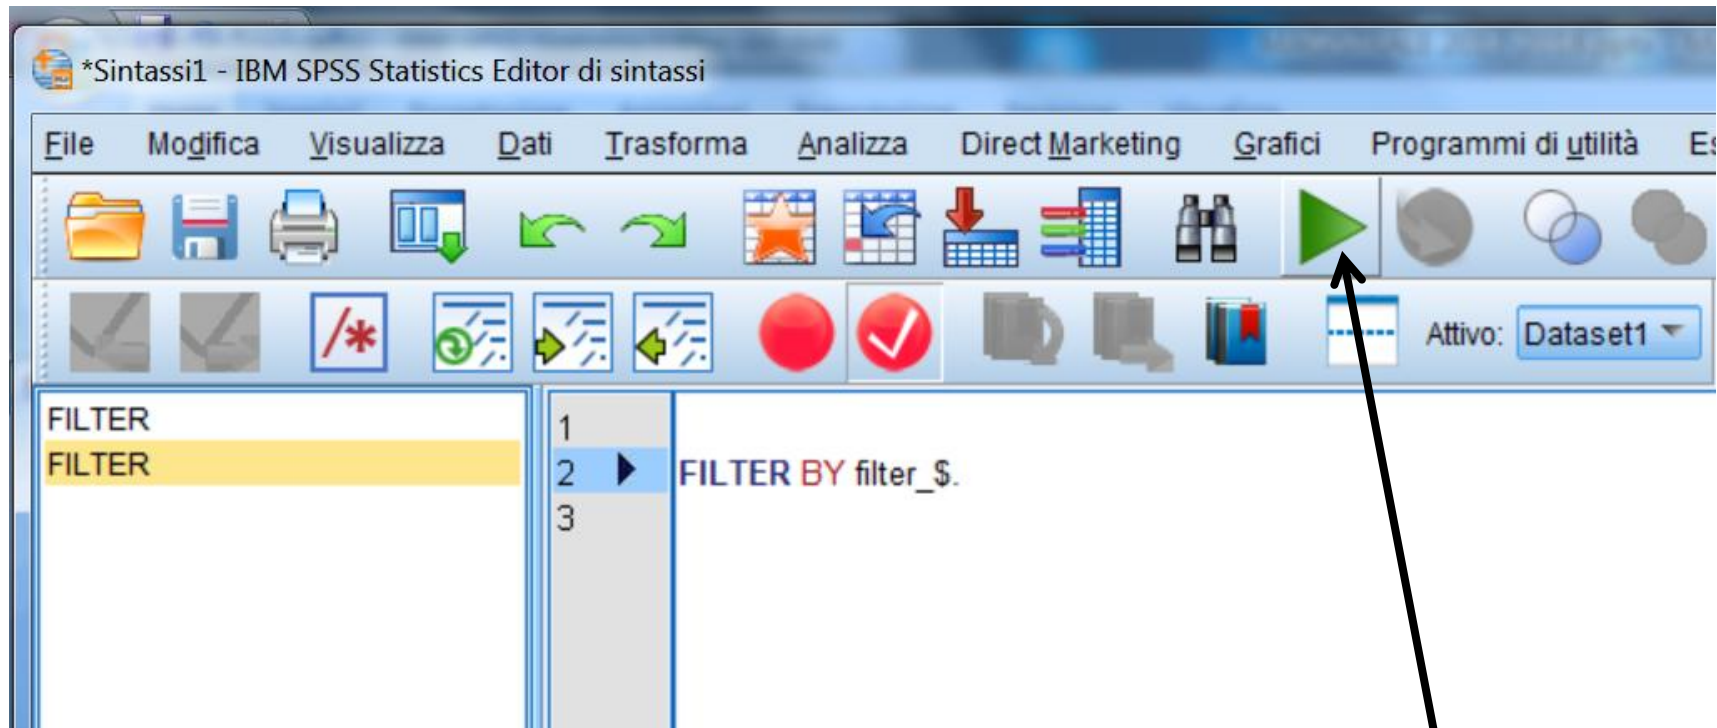 *Sintassi1 - IBM SPSS Statistics Editor di sintassi
File Modifica Visualizza Dati Trasforma Analizza Direct Marketing Grafici Programmi di utilità Es
/*
Attivo: Dataset1
FILTER
FILTER
1
2 FILTER BY filter_$.
3